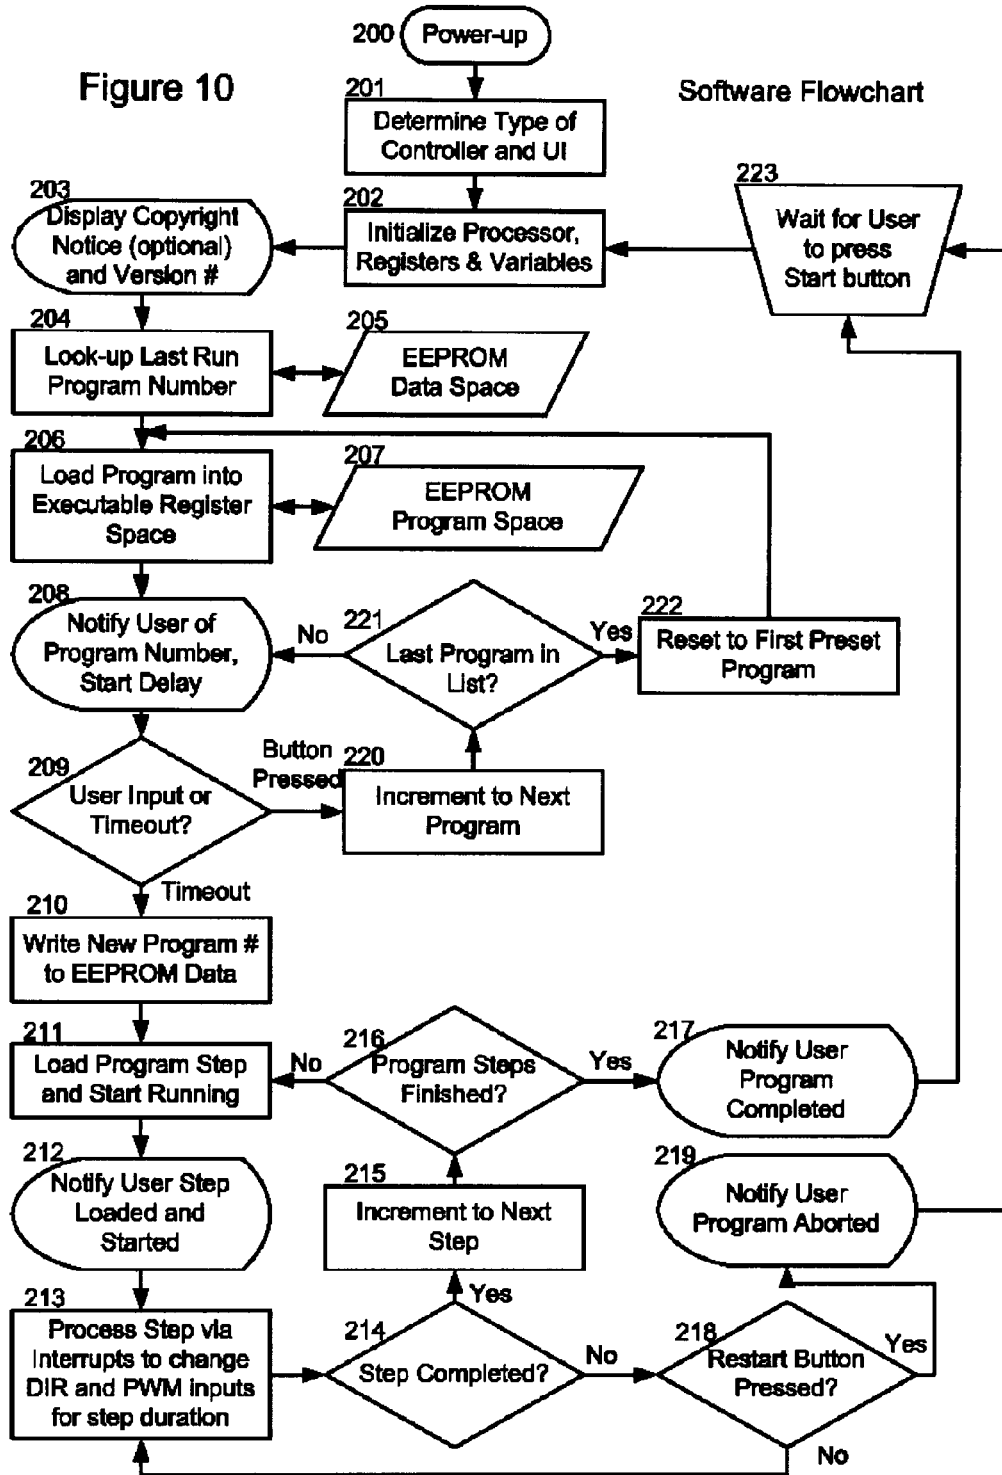 200
Power-up
Figure 10
Software Flowchart
201
Determine Type of
Controller and UI
202
Initialize Processor,
Registers & Variables
203
Display Copyright
Notice (optional)
and Version #
223
Wait for User
to press
Start button
204
Look-up Last Run
Program Number
205
EEPROM
Data Space
206
Load Program into
Executable Register
Space
207
EEPROM
Program Space
208
Notify User of
Program Number,
Start Delay
No
221
Last Program in
List?
Yes
222
Reset to First Preset
Program
209
User Input or
Timeout?
Button
Pressed
220
Increment to Next
Program
Timeout
210
Write New Program #
to EEPROM Data
211
Load Program Step
and Start Running
No
216
Program Steps
Finished?
Yes
217
Notify User
Program
Completed
212
Notify User Step
Loaded and
Started
215
Increment to Next
Step
219
Notify User
Program Aborted
213
Process Step via
Interrupts to change
DIR and PWM inputs
for step duration
Yes
214
Step Completed?
No
218
Restart Button
Pressed?
Yes
No